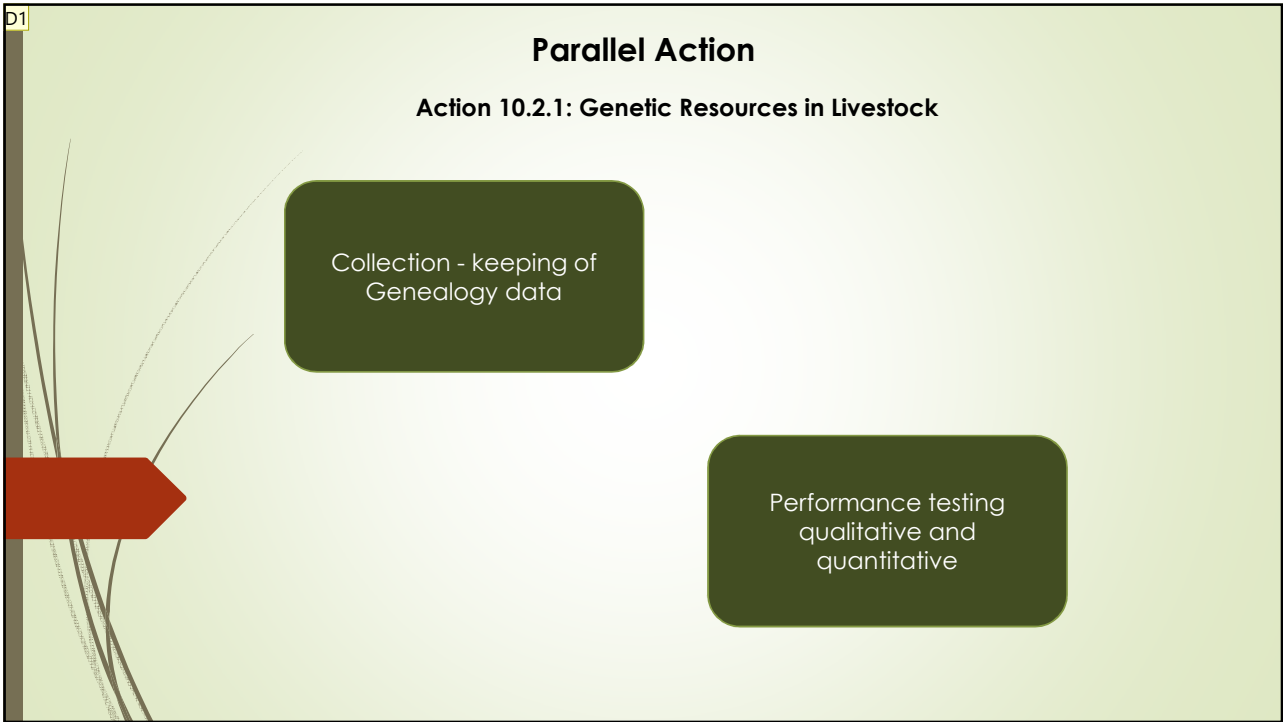 D1
Parallel Action
Action 10.2.1: Genetic Resources in Livestock
Collection - keeping of
Genealogy data
Performance testing
qualitative and
quantitative